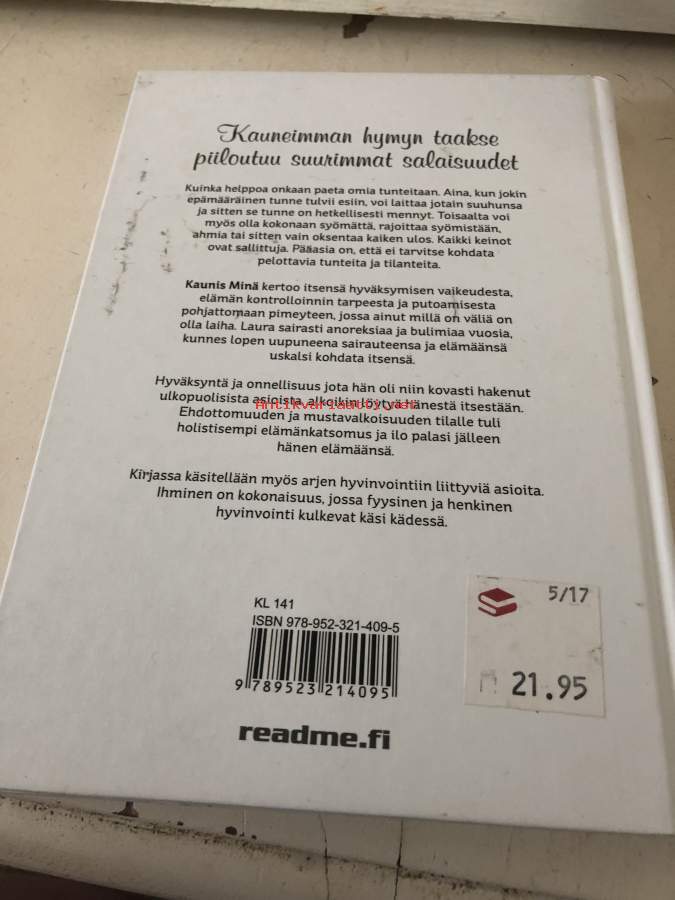 Kauneimman hymyn taakse
piiloutuu suurimmat salaisuudet
Kuinka helppoa onkaan paeta omia tunteitaan. Aina, kun jokin
epämääräinen tunne tulvii esiin, voi laittaa jotain suuhunsa
ja sitten se tunne on hetkellisesti mennyt. Toisaalta voi
myös olla kokonaan syömättä, rajoittaa syömistään,
ahmia tai sitten vain oksentaa kaiken ulos. Kaikki keinot
ovat sallittuja. Pääasia on, että ei tarvitse kohdata
pelottavia tunteita ja tilanteita.
Kaunis Minä kertoo itsensä hyväksymisen vaikeudesta,
elämän kontrolloinnin tarpeesta ja putoamisesta
pohjattomaan pimeyteen, jossa ainut millä on väliä on
olla laiha. Laura sairasti anoreksiaa ja bulimiaa vuosia,
kunnes lopen uupuneena sairauteensa ja elämäänsä
uskalsi kohdata itsensä.
Hyväksyntä ja onnellisuus jota hän oli niin kovasti hakenut
ulkopuolisista asioista, alkoikin löytyä hänestä itsestään.
Antikvariaatti.net
Ehdottomuuden ja mustavalkoisuuden tilalle tuli
holistisempi elämänkatsomus ja ilo palasi jälleen
hänen elämäänsä.
Kirjassa käsitellään myös arjen hyvinvointiin liittyviä asioita.
Ihminen on kokonaisuus, jossa fyysinen ja henkinen
hyvinvointi kulkevat käsi kädessä.
KL 141
ISBN 978-952-321-409-5
9 789523 214095
readme.fi
5/17
21.95